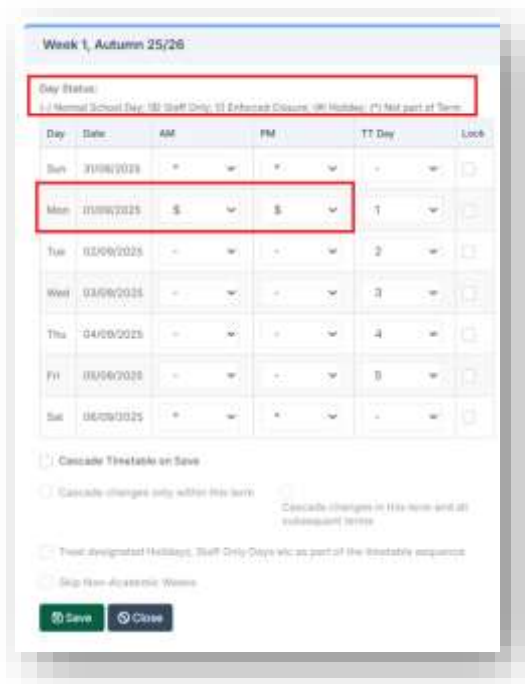 Week 1, Autumn 25/26
Day Status:
(-) Normal School Day; ($) Staff Only; (!) Enforced Closure; (#) Holiday; (*) Not part of Term
Day Date AM PM TT Day Lock
Sun 31/08/2025 * * -
Mon 01/09/2025 $ $ 1
Tue 02/09/2025 - - 2
Wed 03/09/2025 - - 3
Thu 04/09/2025 - - 4
Fri 05/09/2025 - - 5
Sat 06/09/2025 * * -
Cascade Timetable on Save
Cascade changes only within this term
Cascade changes in this term and all
subsequent terms
Treat designated Holidays, Staff Only Days etc as part of the timetable sequence
Skip Non-Academic Weeks
Save Close